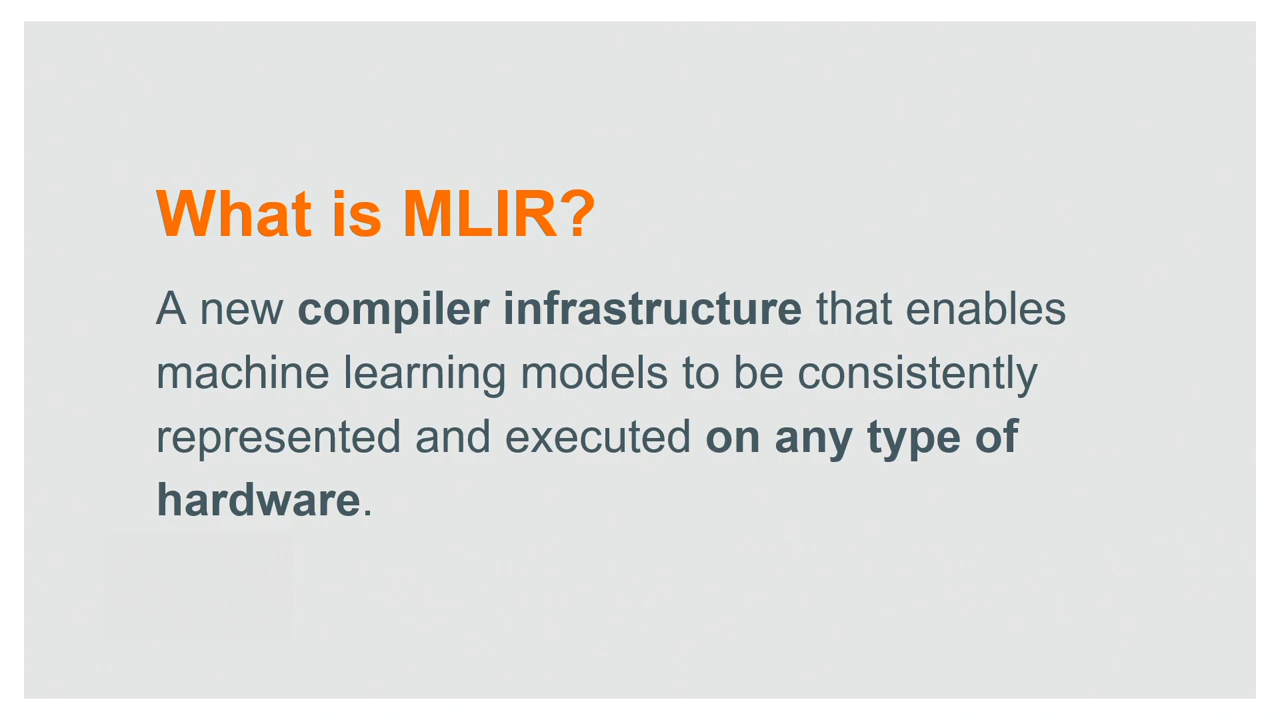 What is MLIR?
A new compiler infrastructure that enables
machine learning models to be consistently
represented and executed on any type of
hardware.